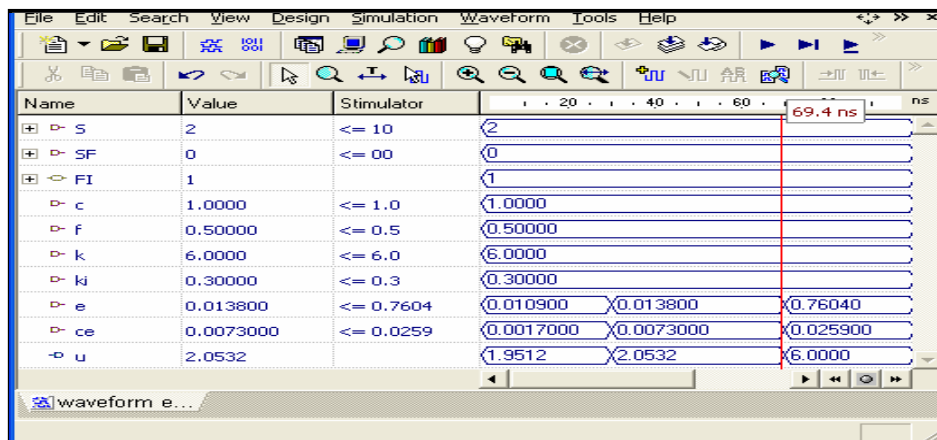 File Edit Search View Design Simulation Waveform Tools Help
Name Value Stimulator 20 40 60 ns
69.4 ns
S 2 <= 10 2
SF 0 <= 00 0
FI 1 1
c 1.0000 <= 1.0 1.0000
f 0.50000 <= 0.5 0.50000
k 6.0000 <= 6.0 6.0000
ki 0.30000 <= 0.3 0.30000
e 0.013800 <= 0.7604 0.010900 0.013800 0.76040
ce 0.0073000 <= 0.0259 0.0017000 0.0073000 0.025900
u 2.0532 1.9512 2.0532 6.0000
waveform e...